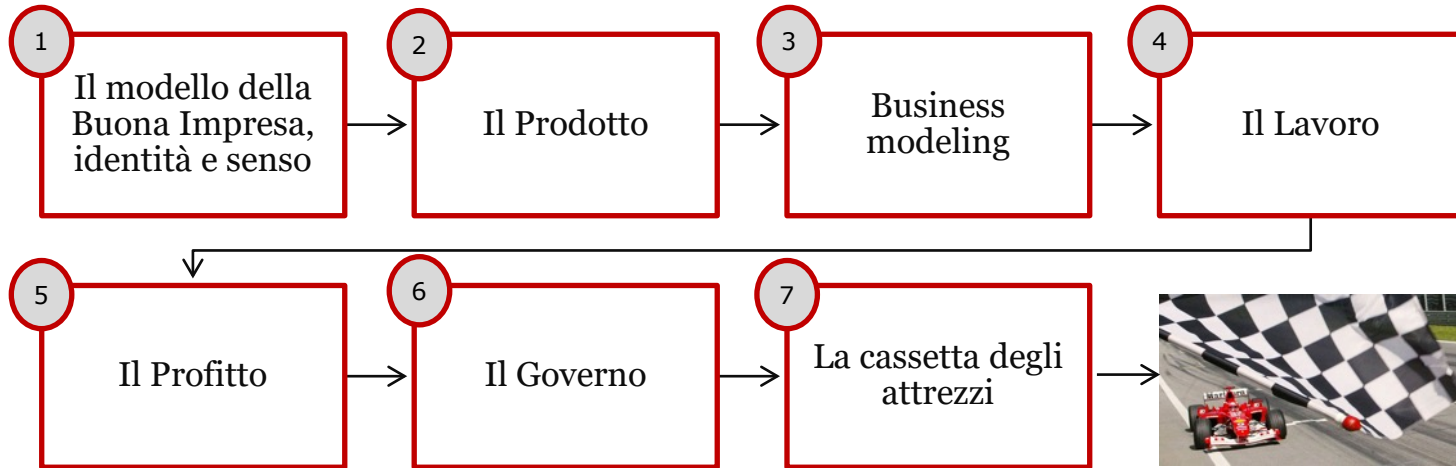 1
Il modello della
Buona Impresa,
identità e senso
2
Il Prodotto
3
Business
modeling
4
Il Lavoro
5
Il Profitto
6
Il Governo
7
La cassetta degli
attrezzi
Marlboro